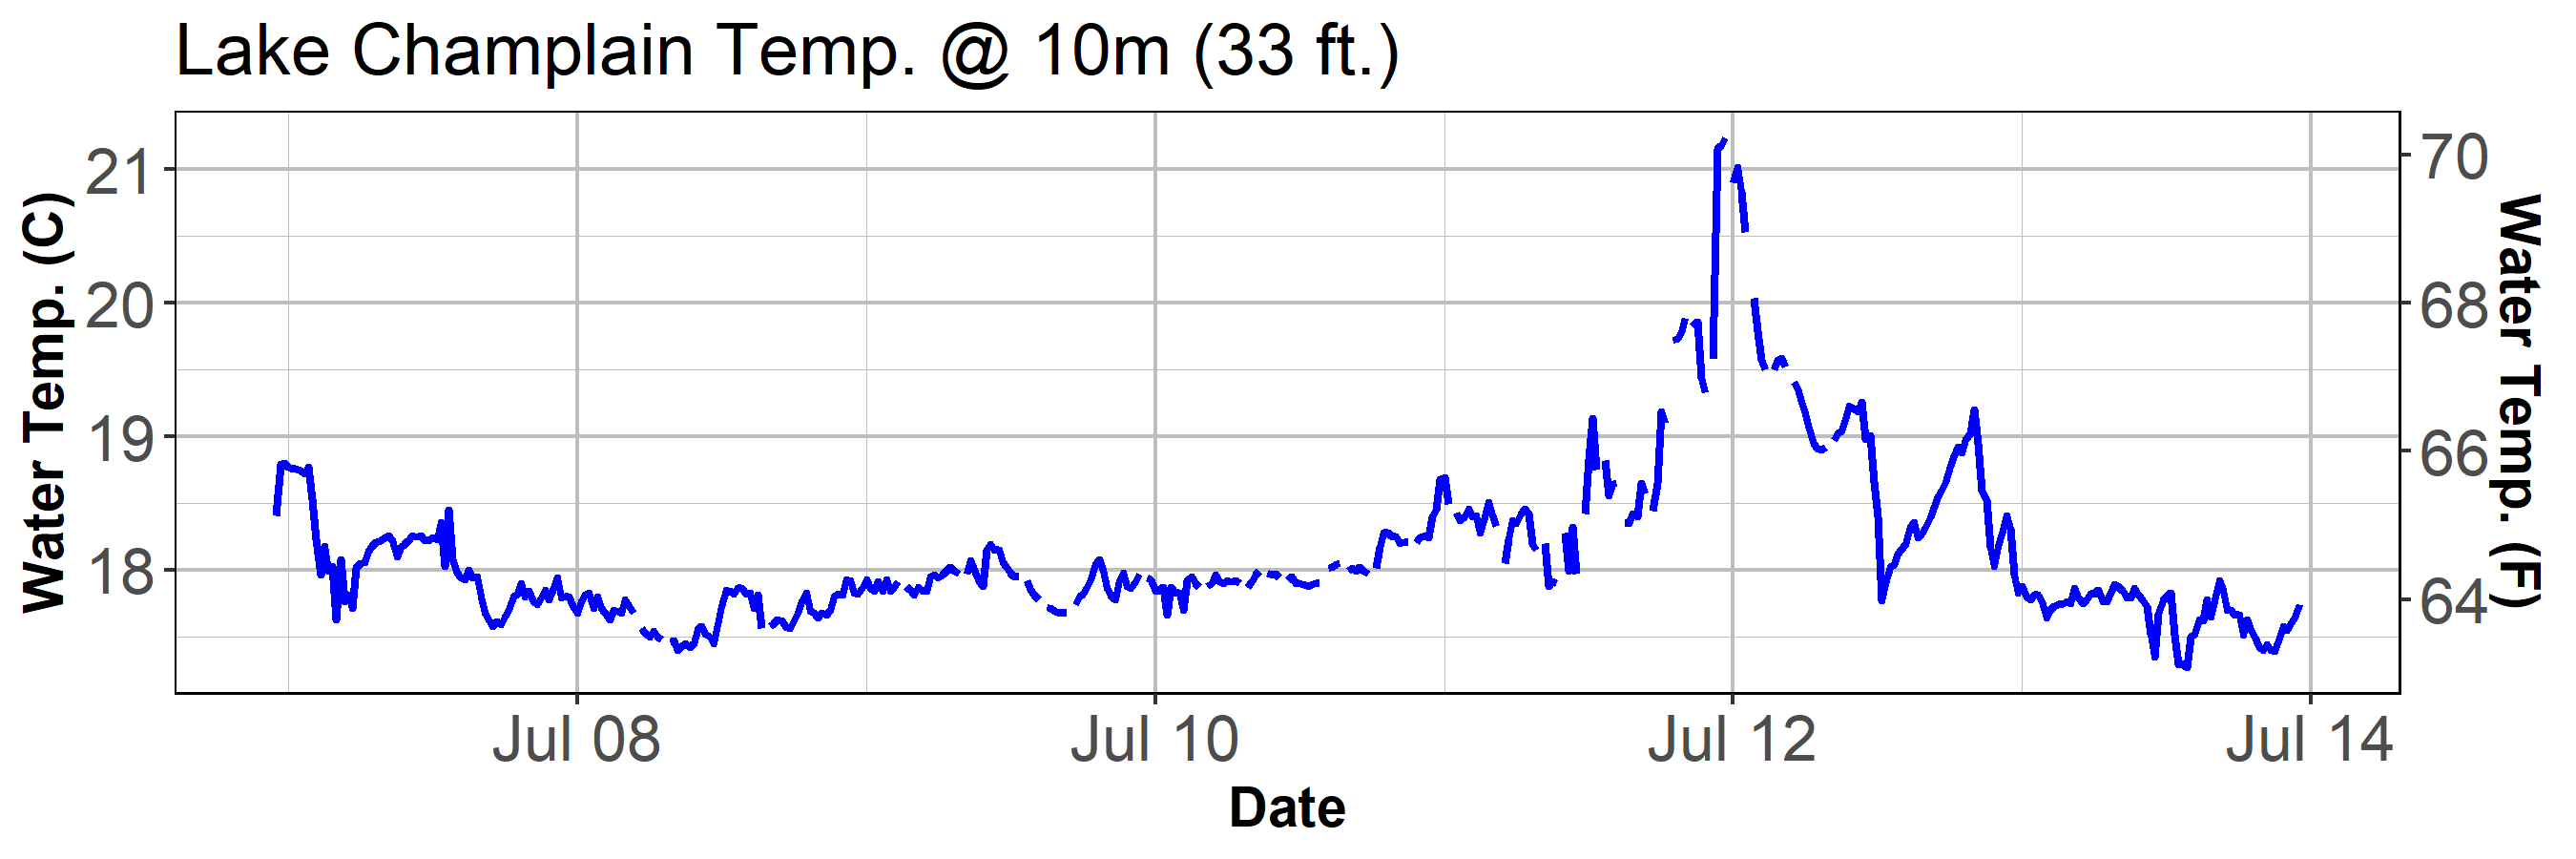 Lake Champlain Temp. @ 10m (33 ft.)
Water Temp. (C)
21
20
19
18
70
68
66
64
Water Temp. (F)
Jul 08
Jul 10
Jul 12
Jul 14
Date